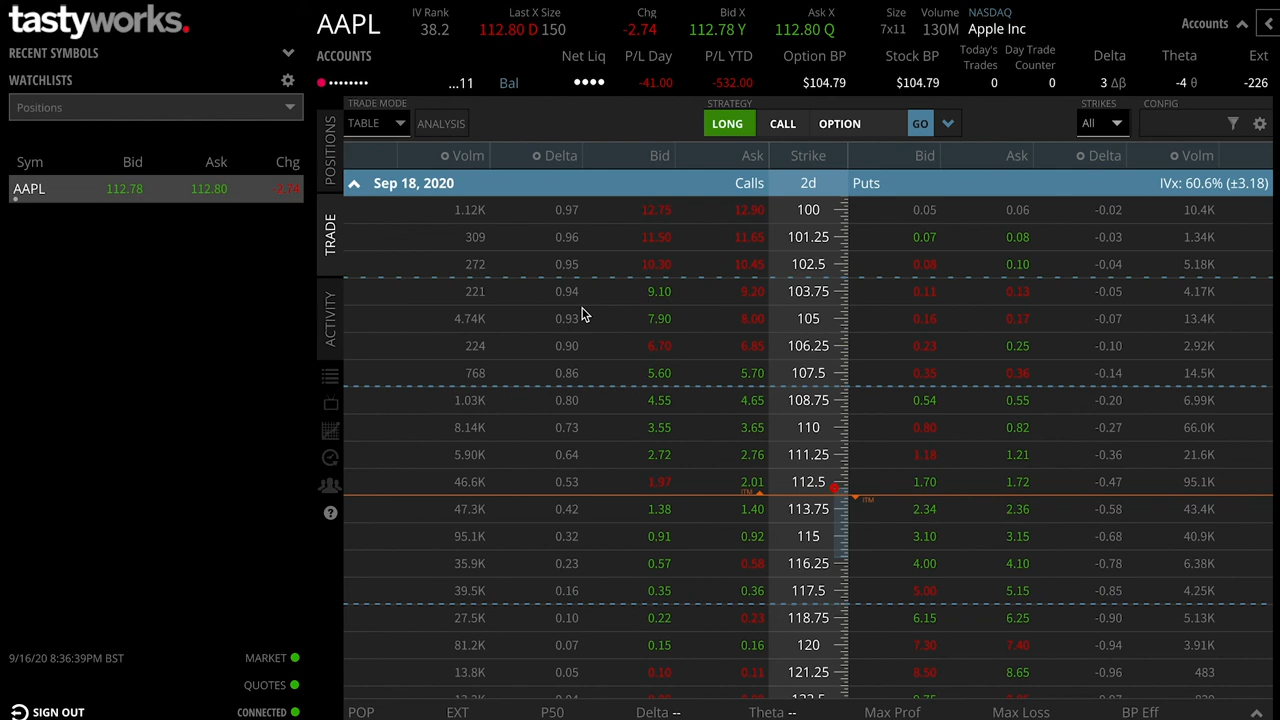 tastyworks.
RECENT SYMBOLS
WATCHLISTS
Positions
Sym Bid Ask Chg
AAPL 112.78 112.80 -2.74
9/16/20 8:36:39PM BST
MARKET
QUOTES
SIGN OUT
CONNECTED
AAPL
IV Rank
38.2
Last X Size
112.80 D 150
Chg
-2.74
Bid X
112.78 Y
Ask X
112.80 Q
Size
7x11
Volume
130M
NASDAQ
Apple Inc
Accounts
ACCOUNTS Net Liq P/L Day P/L YTD Option BP Stock BP Today's Trades Day Trade Counter Delta Theta Ext
...11 Bal -41.00 -532.00 $104.79 $104.79 0 0 3 Δβ -4 θ -226
POSITIONS
TRADE
ACTIVITY
TRADE MODE
TABLE
ANALYSIS
STRATEGY
LONG CALL OPTION GO
STRIKES
All
CONFIG
Volm Delta Bid Ask Strike Bid Ask Delta Volm
Sep 18, 2020 Calls 2d Puts IVx: 60.6% (±3.18)
1.12K 0.97 12.75 12.90 100 0.05 0.06 -0.02 10.4K
309 0.96 11.50 11.65 101.25 0.07 0.08 -0.03 1.34K
272 0.95 10.30 10.45 102.5 0.08 0.10 -0.04 5.18K
221 0.94 9.10 9.20 103.75 0.11 0.13 -0.05 4.17K
4.74K 0.93 7.90 8.00 105 0.16 0.17 -0.07 13.4K
224 0.90 6.70 6.85 106.25 0.23 0.25 -0.10 2.92K
768 0.86 5.60 5.70 107.5 0.35 0.36 -0.14 14.5K
1.03K 0.80 4.55 4.65 108.75 0.54 0.55 -0.20 6.99K
8.14K 0.73 3.55 3.65 110 0.80 0.82 -0.27 66.0K
5.90K 0.64 2.72 2.76 111.25 1.18 1.21 -0.36 21.6K
46.6K 0.53 1.97 2.01 112.5 1.70 1.72 -0.47 95.1K
ITM ITM
47.3K 0.42 1.38 1.40 113.75 2.34 2.36 -0.58 43.4K
95.1K 0.32 0.91 0.92 115 3.10 3.15 -0.68 40.9K
35.9K 0.23 0.57 0.58 116.25 4.00 4.10 -0.78 6.38K
39.5K 0.16 0.35 0.36 117.5 5.00 5.15 -0.85 4.25K
27.5K 0.10 0.22 0.23 118.75 6.15 6.25 -0.90 5.13K
81.2K 0.07 0.15 0.16 120 7.30 7.40 -0.94 3.91K
13.8K 0.05 0.10 0.11 121.25 8.50 8.65 -0.96 483
POP EXT P50 Delta -- Theta -- Max Prof Max Loss BP Eff